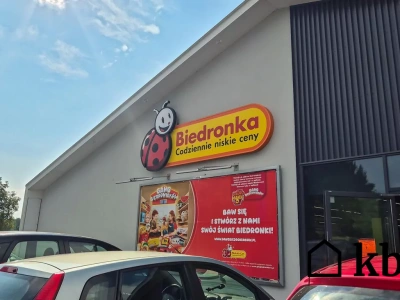 Biedronka
Codziennie niskie ceny
BAW SIĘ
I STWÓRZ Z NAMI
SWÓJ ŚWIAT BIEDRONKI!
kb